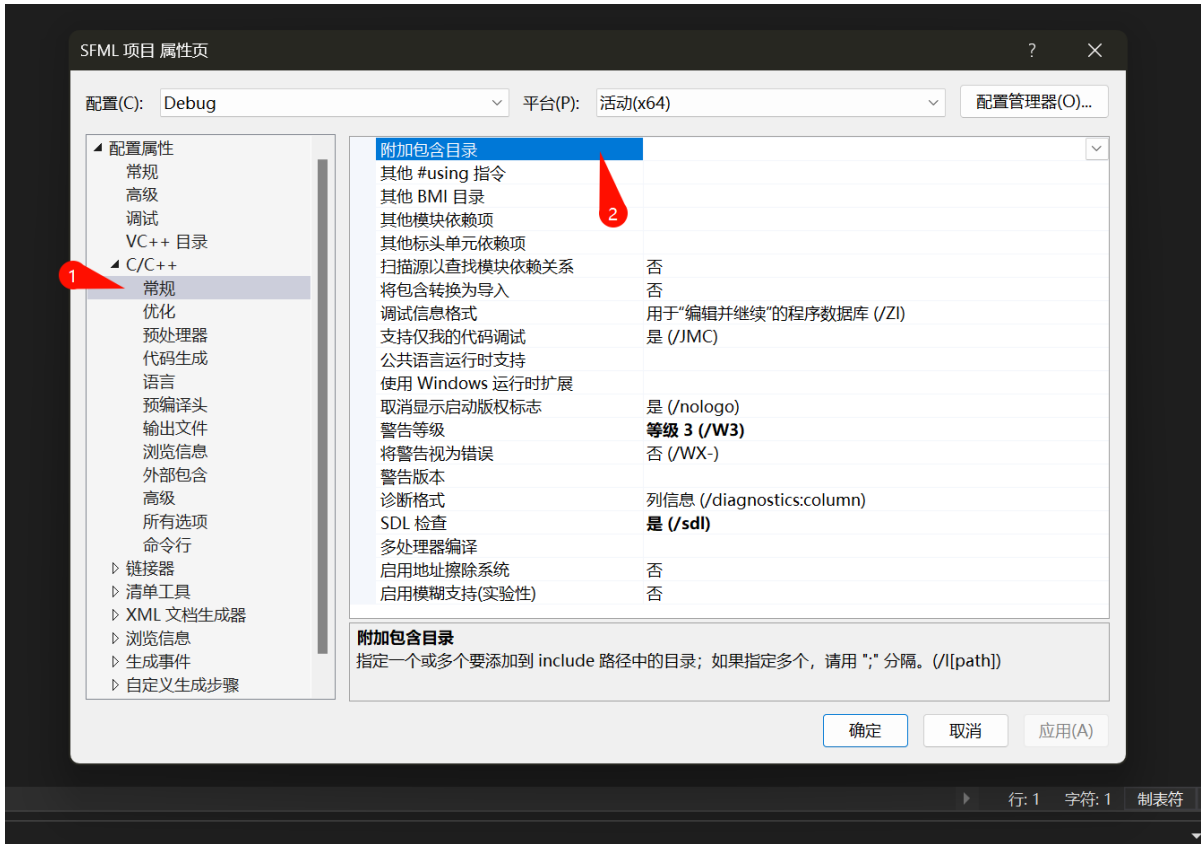 SFML 项目 属性页
?
配置(C): Debug 平台(P): 活动(x64) 配置管理器(O)...
配置属性
常规
高级
调试
VC++ 目录
C/C++
常规
优化
预处理器
代码生成
语言
预编译头
输出文件
浏览信息
外部包含
高级
所有选项
命令行
链接器
清单工具
XML 文档生成器
浏览信息
生成事件
自定义生成步骤
1
附加包含目录
2
其他 #using 指令
其他 BMI 目录
其他模块依赖项
其他标头单元依赖项
扫描源以查找模块依赖关系 否
将包含转换为导入 否
调试信息格式 用于“编辑并继续”的程序数据库 (/ZI)
支持仅我的代码调试 是 (/JMC)
公共语言运行时支持
使用 Windows 运行时扩展
取消显示启动版权标志 是 (/nologo)
警告等级 等级 3 (/W3)
将警告视为错误 否 (/WX-)
警告版本
诊断格式 列信息 (/diagnostics:column)
SDL 检查 是 (/sdl)
多处理器编译
启用地址擦除系统 否
启用模糊支持(实验性) 否
附加包含目录
指定一个或多个要添加到 include 路径中的目录；如果指定多个，请用 ";" 分隔。(/I[path])
确定 取消 应用(A)
行: 1 字符: 1 制表符